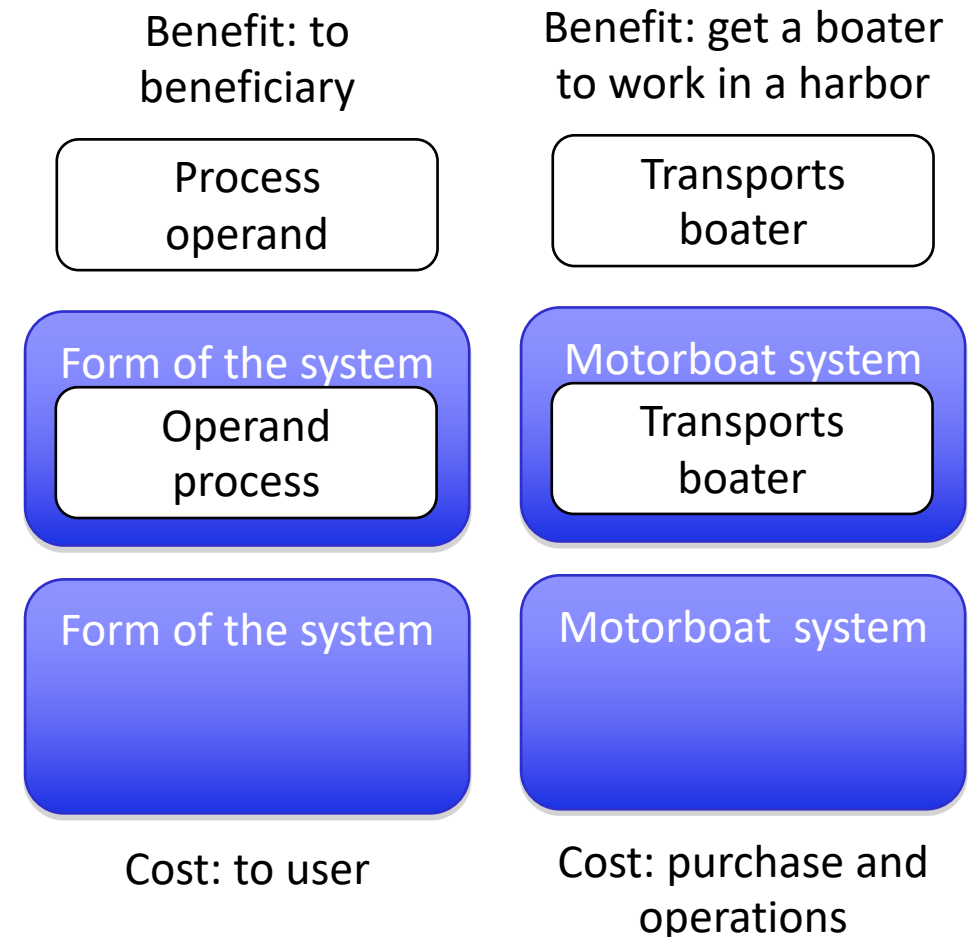 Benefit: to
beneficiary
Process
operand
Form of the system
Operand
process
Form of the system
Cost: to user
Benefit: get a boater
to work in a harbor
Transports
boater
Motorboat system
Transports
boater
Motorboat  system
Cost: purchase and
operations